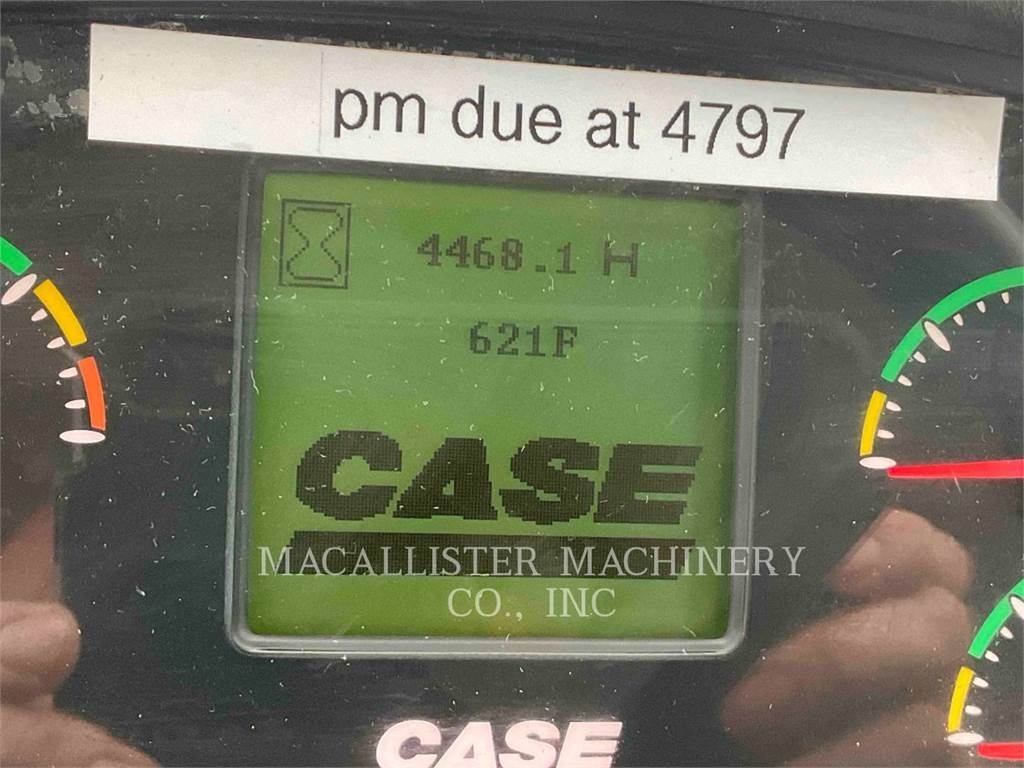 pm due at 4797
4468.1 H
621F
CASE
MACALLISTER MACHINERY
CO., INC
CASE